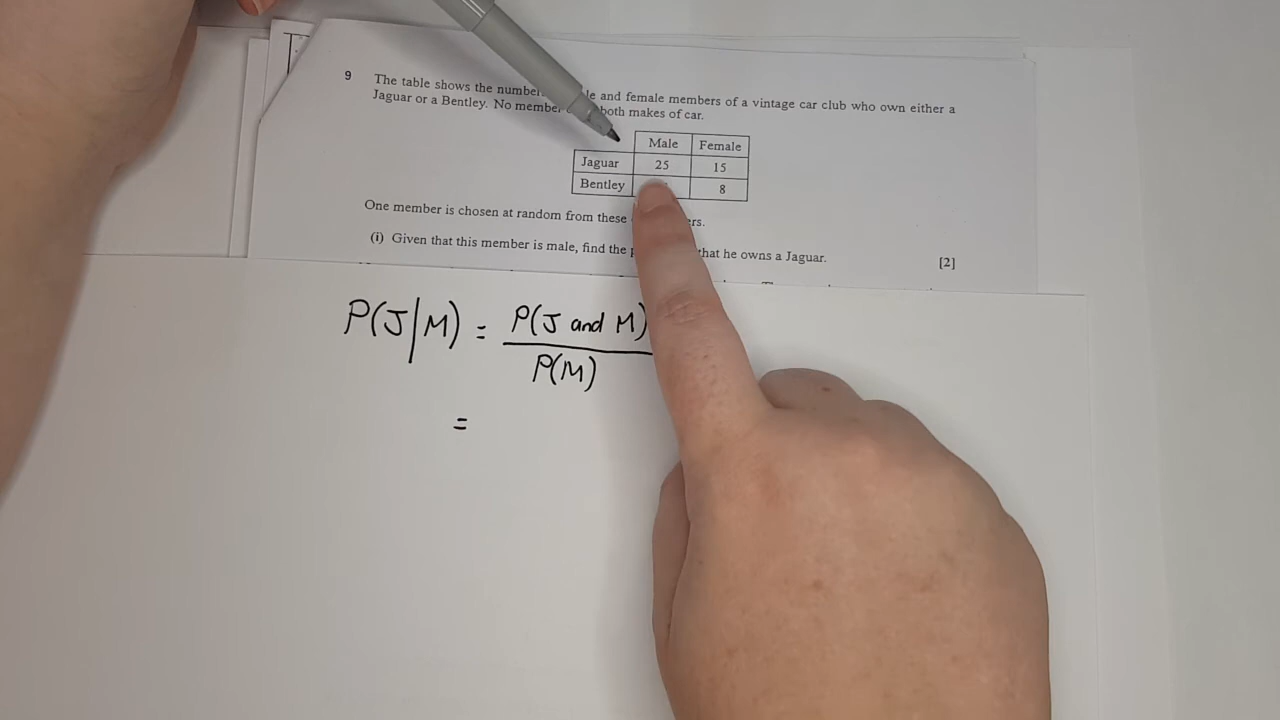 9 The table shows the number and female members of a vintage car club who own either a
Jaguar or a Bentley. No member both makes of car.
Male Female
Jaguar 25 15
Bentley 8
One member is chosen at random from these
(i) Given that this member is male, find the that he owns a Jaguar. [2]
P(J|M) = P(J and M)
P(M)
=